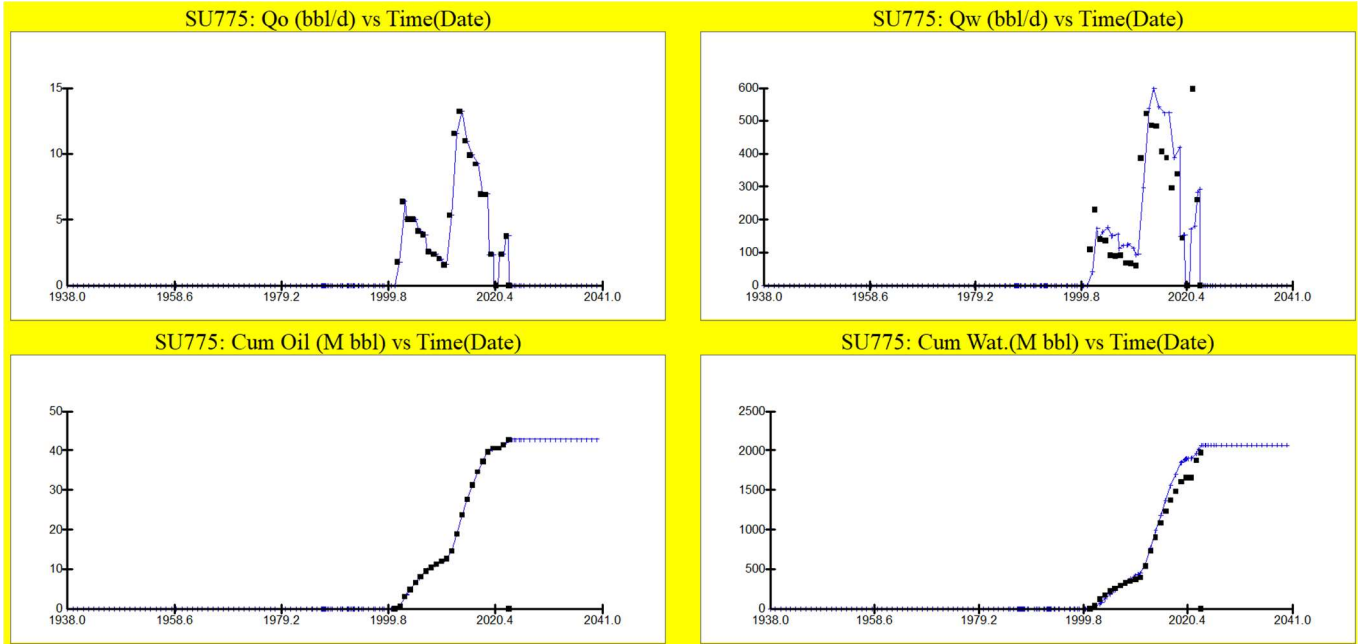 SU775: Qo (bbl/d) vs Time(Date)
15
10
5
0
1938.0 1958.6 1979.2 1999.8 2020.4 2041.0
SU775: Qw (bbl/d) vs Time(Date)
600
500
400
300
200
100
0
1938.0 1958.6 1979.2 1999.8 2020.4 2041.0
SU775: Cum Oil (M bbl) vs Time(Date)
50
40
30
20
10
0
1938.0 1958.6 1979.2 1999.8 2020.4 2041.0
SU775: Cum Wat.(M bbl) vs Time(Date)
2500
2000
1500
1000
500
0
1938.0 1958.6 1979.2 1999.8 2020.4 2041.0